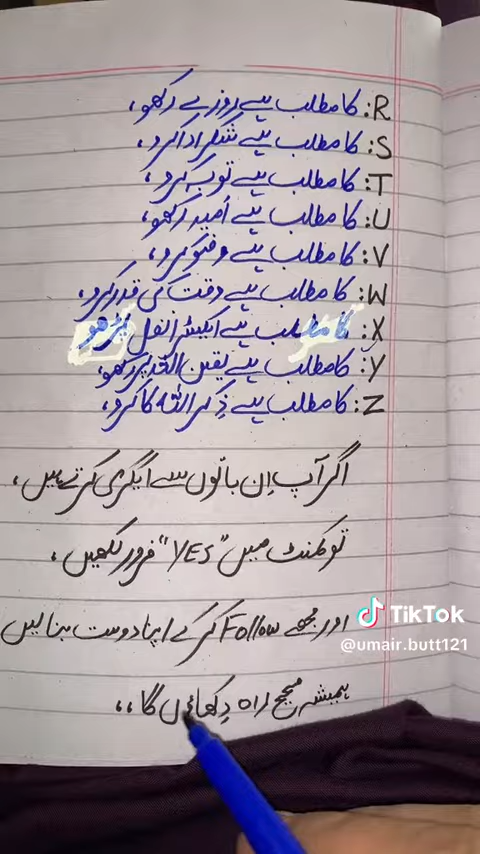 R: کا مطلب ہے روزے رکھو،
S: کا مطلب ہے شکر ادا کرو،
T: کا مطلب ہے توبہ کرو،
U: کا مطلب ہے اُمید رکھو،
V: کا مطلب ہے وضو کرو،
W: کا مطلب ہے وقت کی قدر کرو،
X: کا مطلب ہے ایکسٹرا نفل پڑھو
Y: کا مطلب ہے یقین اللہ پر رکھو،
Z: کا مطلب ہے ذِکر اللہ کا کرو،
اگر آپ اِن باتوں سے ایگری کرتے ہیں،
تو کمنٹ میں "YES" ضرور لکھیں،
اور مجھے Follow کر کے اپنا دوست بنا لیں
ہمیشہ صحیح راہ دِکھاؤں گا،،
TikTok
@umair.butt121